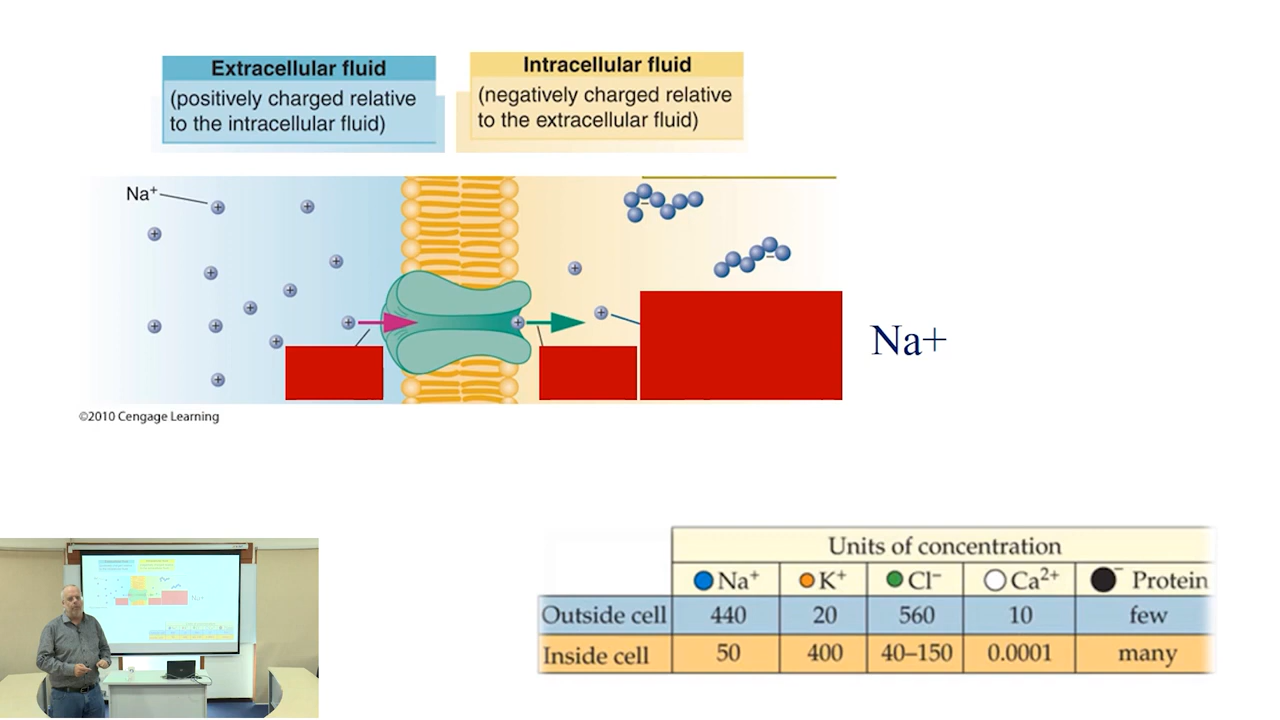 Extracellular fluid
(positively charged relative
to the intracellular fluid)
Intracellular fluid
(negatively charged relative
to the extracellular fluid)
Na⁺
Na+
©2010 Cengage Learning
Units of concentration
Na⁺ K⁺ Cl⁻ Ca²⁺ Protein
Outside cell 440 20 560 10 few
Inside cell 50 400 40–150 0.0001 many